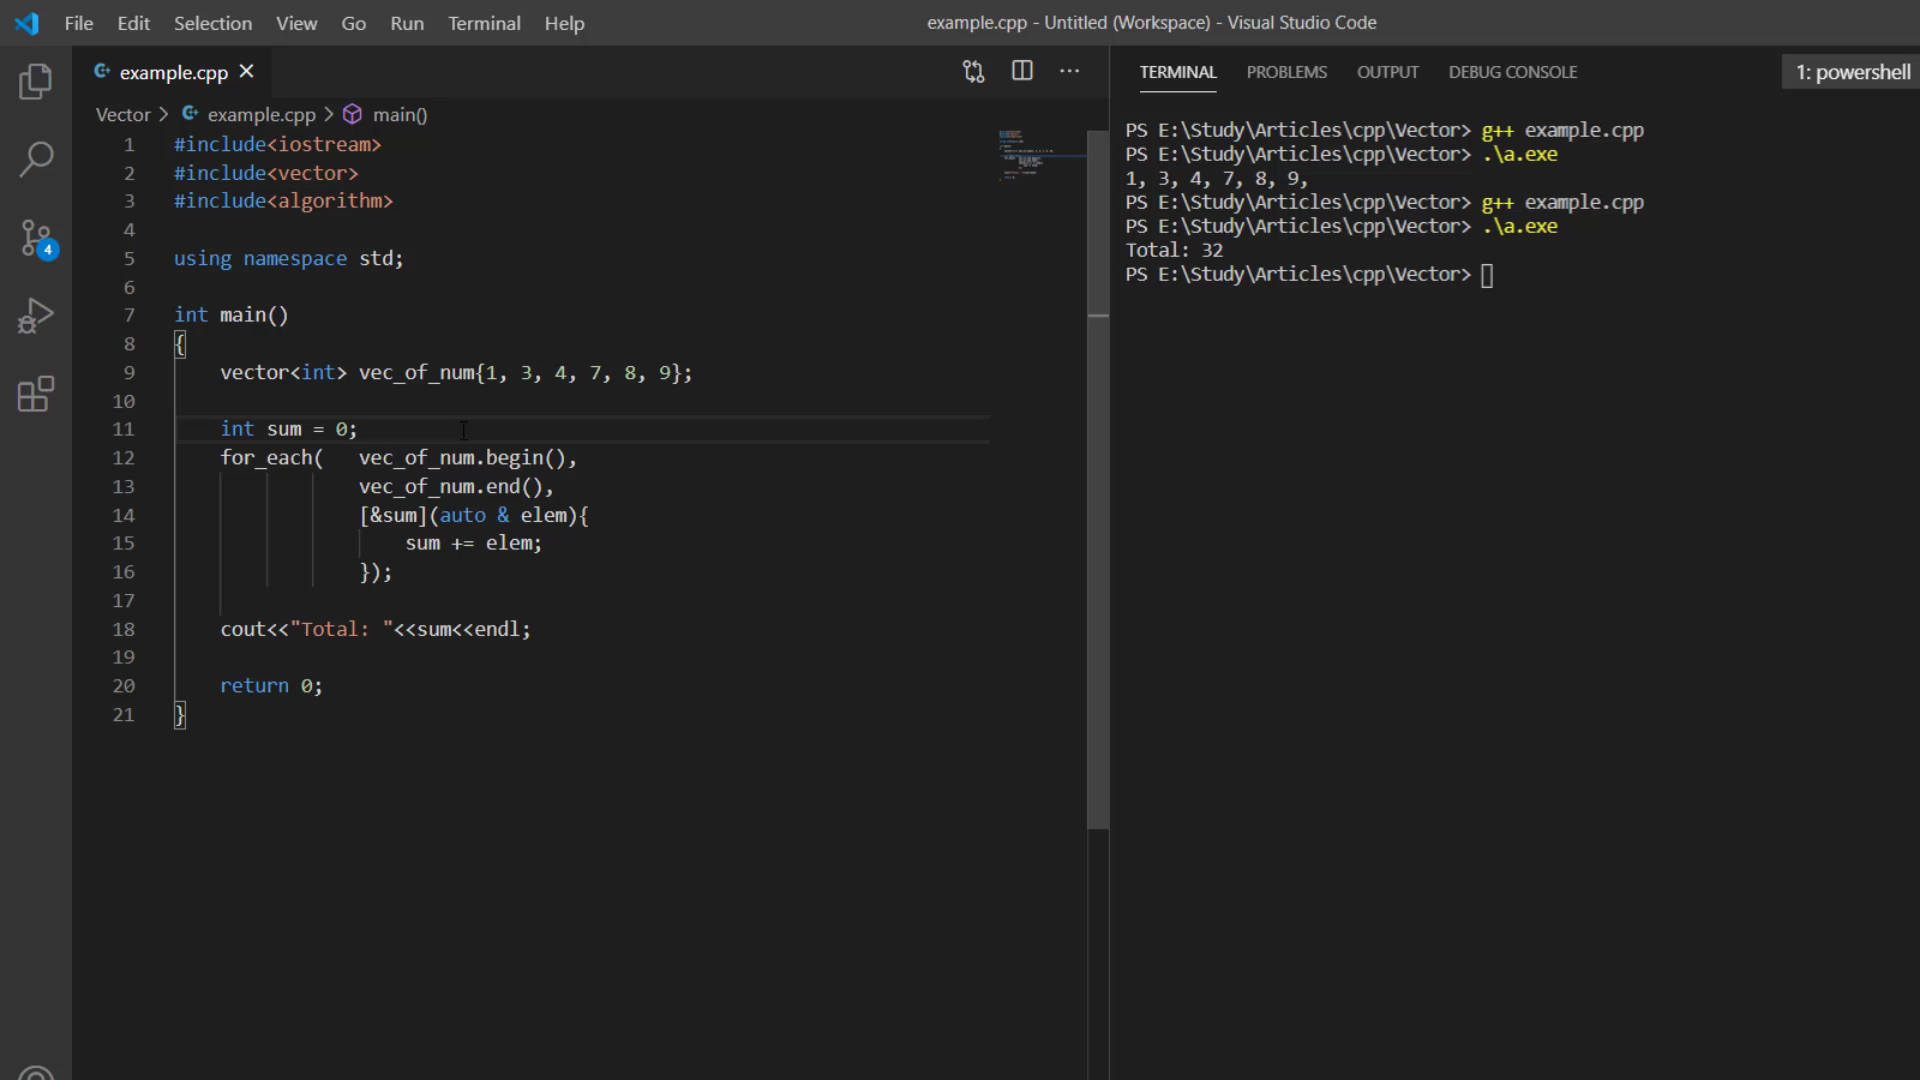 File Edit Selection View Go Run Terminal Help example.cpp - Untitled (Workspace) - Visual Studio Code
example.cpp
Vector > example.cpp > main()
1 #include<iostream>
2 #include<vector>
3 #include<algorithm>
4
5 using namespace std;
6
7 int main()
8 {
9 vector<int> vec_of_num{1, 3, 4, 7, 8, 9};
10
11 int sum = 0;
12 for_each( vec_of_num.begin(),
13 vec_of_num.end(),
14 [&sum](auto & elem){
15 sum += elem;
16 });
17
18 cout<<"Total: "<<sum<<endl;
19
20 return 0;
21 }
4
TERMINAL PROBLEMS OUTPUT DEBUG CONSOLE 1: powershell
PS E:\Study\Articles\cpp\Vector> g++ example.cpp
PS E:\Study\Articles\cpp\Vector> .\a.exe
1, 3, 4, 7, 8, 9,
PS E:\Study\Articles\cpp\Vector> g++ example.cpp
PS E:\Study\Articles\cpp\Vector> .\a.exe
Total: 32
PS E:\Study\Articles\cpp\Vector>